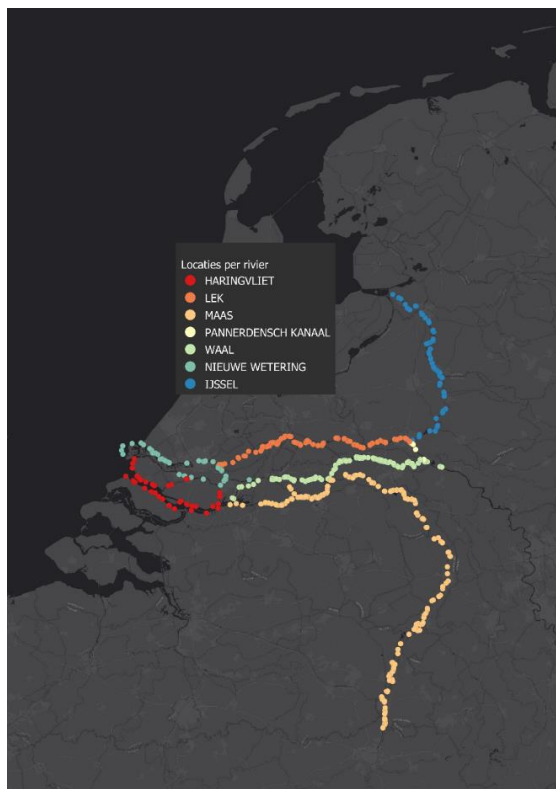 Locaties per rivier
HARINGVLIET
LEK
MAAS
PANNERDENSCH KANAAL
WAAL
NIEUWE WETERING
IJSSEL